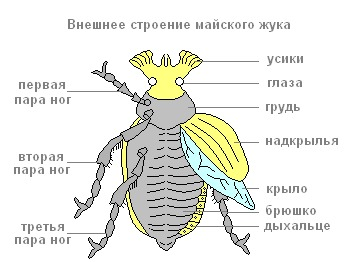 Внешнее строение майского жука
усики
глаза
грудь
надкрылья
крыло
брюшко
дыхальце
первая
пара ног
вторая
пара ног
третья
пара ног